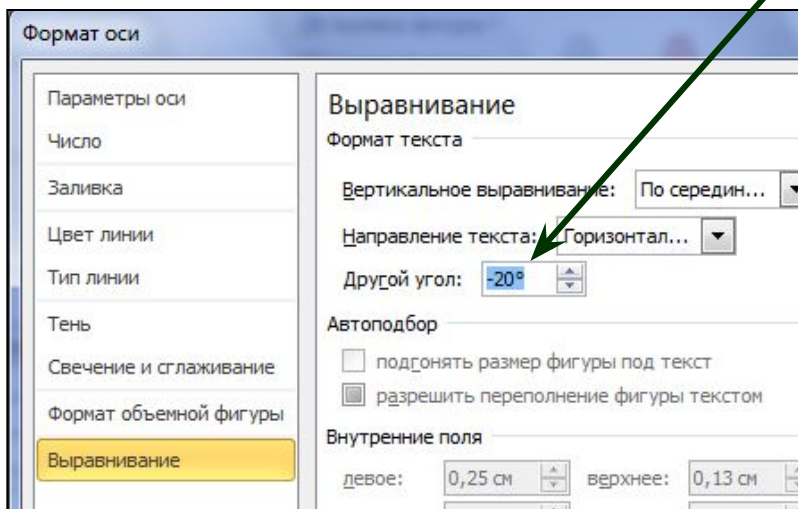 Формат оси
Параметры оси
Число
Заливка
Цвет линии
Тип линии
Тень
Свечение и сглаживание
Формат объемной фигуры
Выравнивание
Выравнивание
Формат текста
Вертикальное выравнивание: По середин...
Направление текста: Горизонтал...
Другой угол: -20°
Автоподбор
подгонять размер фигуры под текст
разрешить переполнение фигуры текстом
Внутренние поля
левое: 0,25 см верхнее: 0,13 см